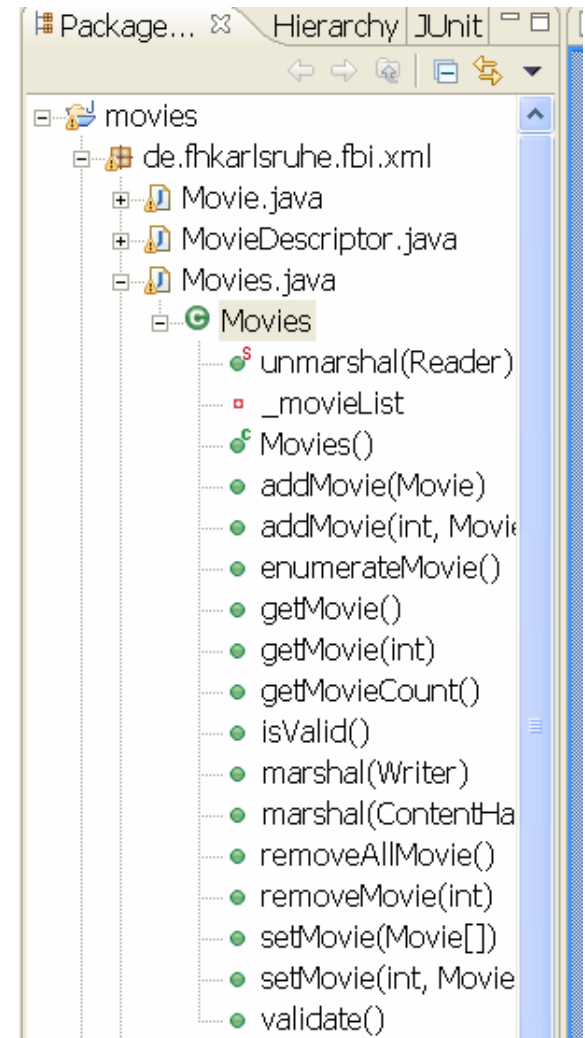 Package... Hierarchy JUnit
movies
de.fhkarlsruhe.fbi.xml
Movie.java
MovieDescriptor.java
Movies.java
Movies
unmarshal(Reader)
_movieList
Movies()
addMovie(Movie)
addMovie(int, Movie
enumerateMovie()
getMovie()
getMovie(int)
getMovieCount()
isValid()
marshal(Writer)
marshal(ContentHa
removeAllMovie()
removeMovie(int)
setMovie(Movie[])
setMovie(int, Movie
validate()